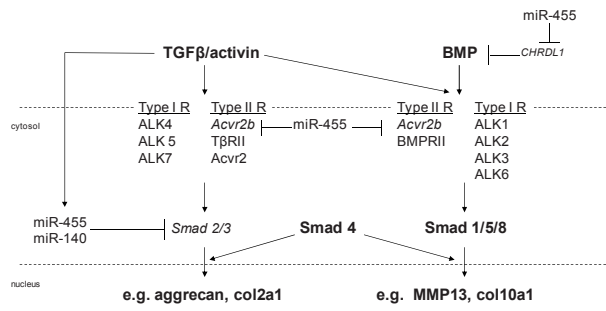 miR-455
TGFβ/activin
BMP
CHRDL1
Type I R
Type II R
Type II R
Type I R
cytosol
ALK4
Acvr2b
miR-455
Acvr2b
ALK1
ALK 5
TβRII
BMPRII
ALK2
ALK7
Acvr2
ALK3
ALK6
miR-455
miR-140
Smad 2/3
Smad 4
Smad 1/5/8
nucleus
e.g. aggrecan, col2a1
e.g. MMP13, col10a1